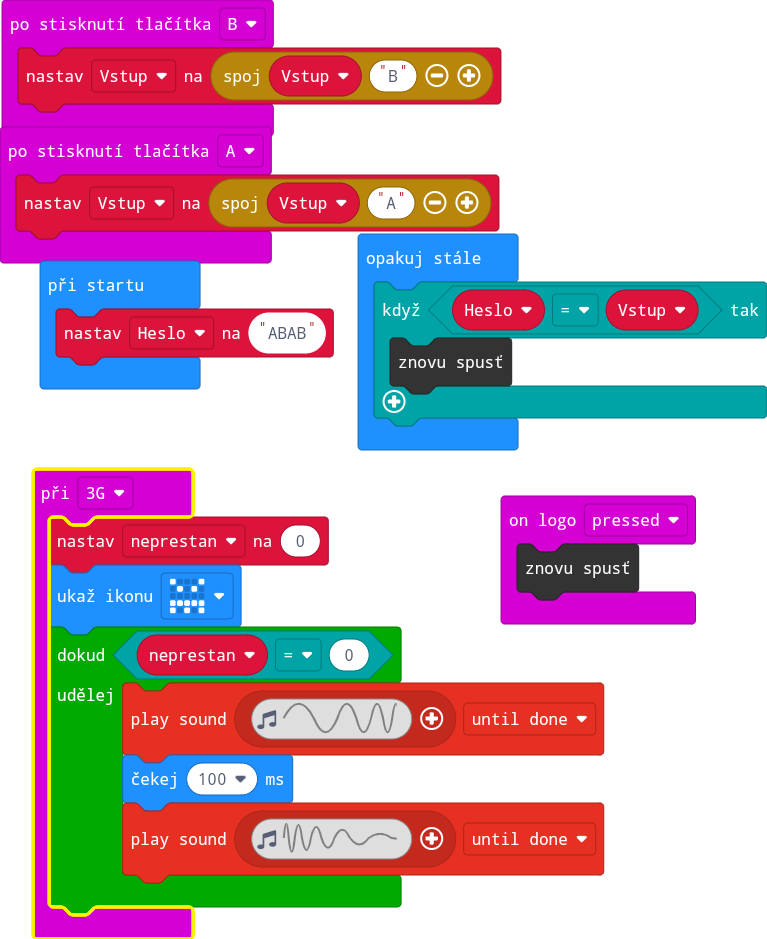 po stisknutí tlačítka B
nastav Vstup na spoj Vstup "B"
po stisknutí tlačítka A
nastav Vstup na spoj Vstup "A"
při startu
nastav Heslo na "ABAB"
opakuj stále
když Heslo = Vstup tak
znovu spusť
při 3G
nastav neprestan na 0
ukaž ikonu
dokud neprestan = 0
udělej
play sound until done
čekej 100 ms
play sound until done
on logo pressed
znovu spusť